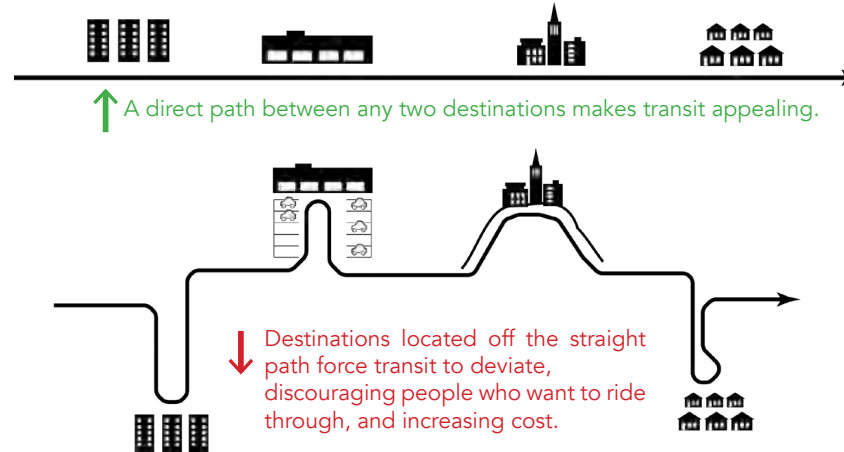 A direct path between any two destinations makes transit appealing.
Destinations located off the straight
path force transit to deviate,
discouraging people who want to ride
through, and increasing cost.